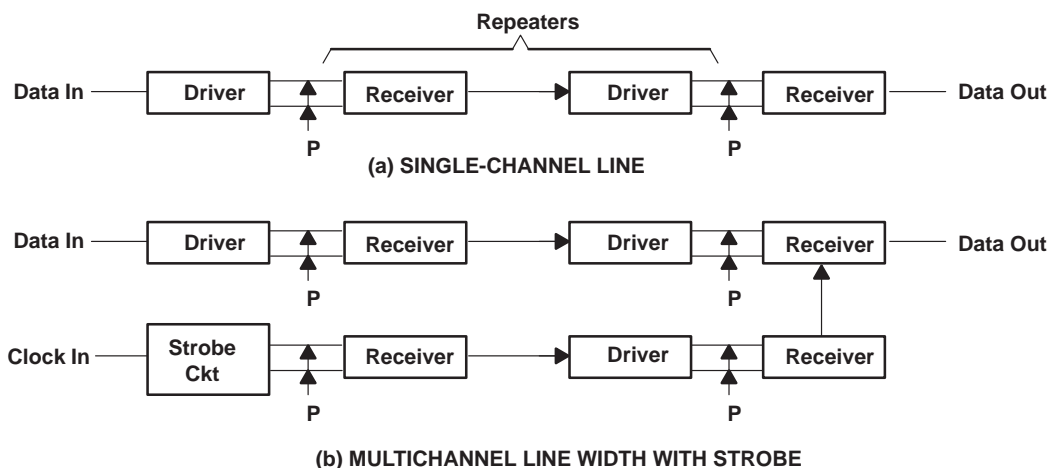 Repeaters
Data In Driver Receiver Driver Receiver Data Out
P P
(a) SINGLE-CHANNEL LINE
Data In Driver Receiver Driver Receiver Data Out
P P
Clock In Strobe Ckt Receiver Driver Receiver
P P
(b) MULTICHANNEL LINE WIDTH WITH STROBE